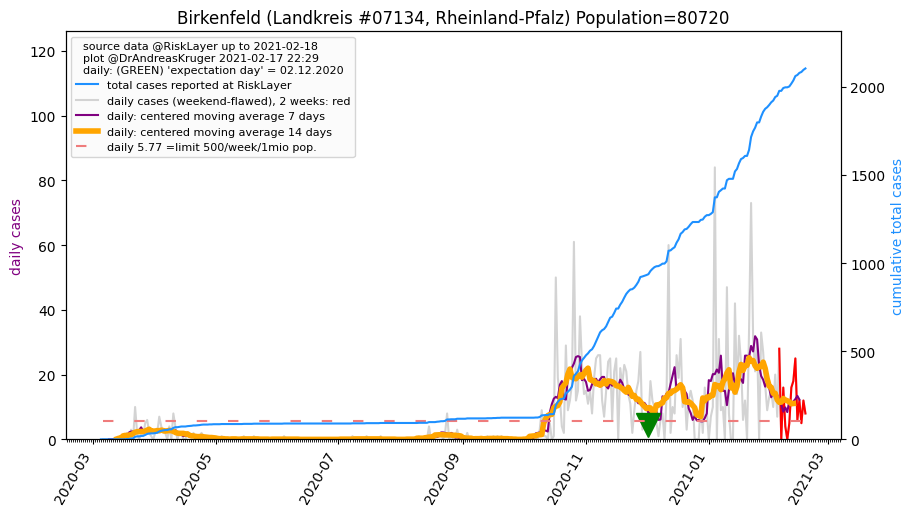 Birkenfeld (Landkreis #07134, Rheinland-Pfalz) Population=80720
source data @RiskLayer up to 2021-02-18
plot @DrAndreasKruger 2021-02-17 22:29
daily: (GREEN) 'expectation day' = 02.12.2020
total cases reported at RiskLayer
daily cases (weekend-flawed), 2 weeks: red
daily: centered moving average 7 days
daily: centered moving average 14 days
daily 5.77 =limit 500/week/1mio pop.
daily cases
120
100
80
60
40
20
0
cumulative total cases
2000
1500
1000
500
0
2020-03
2020-05
2020-07
2020-09
2020-11
2021-01
2021-03